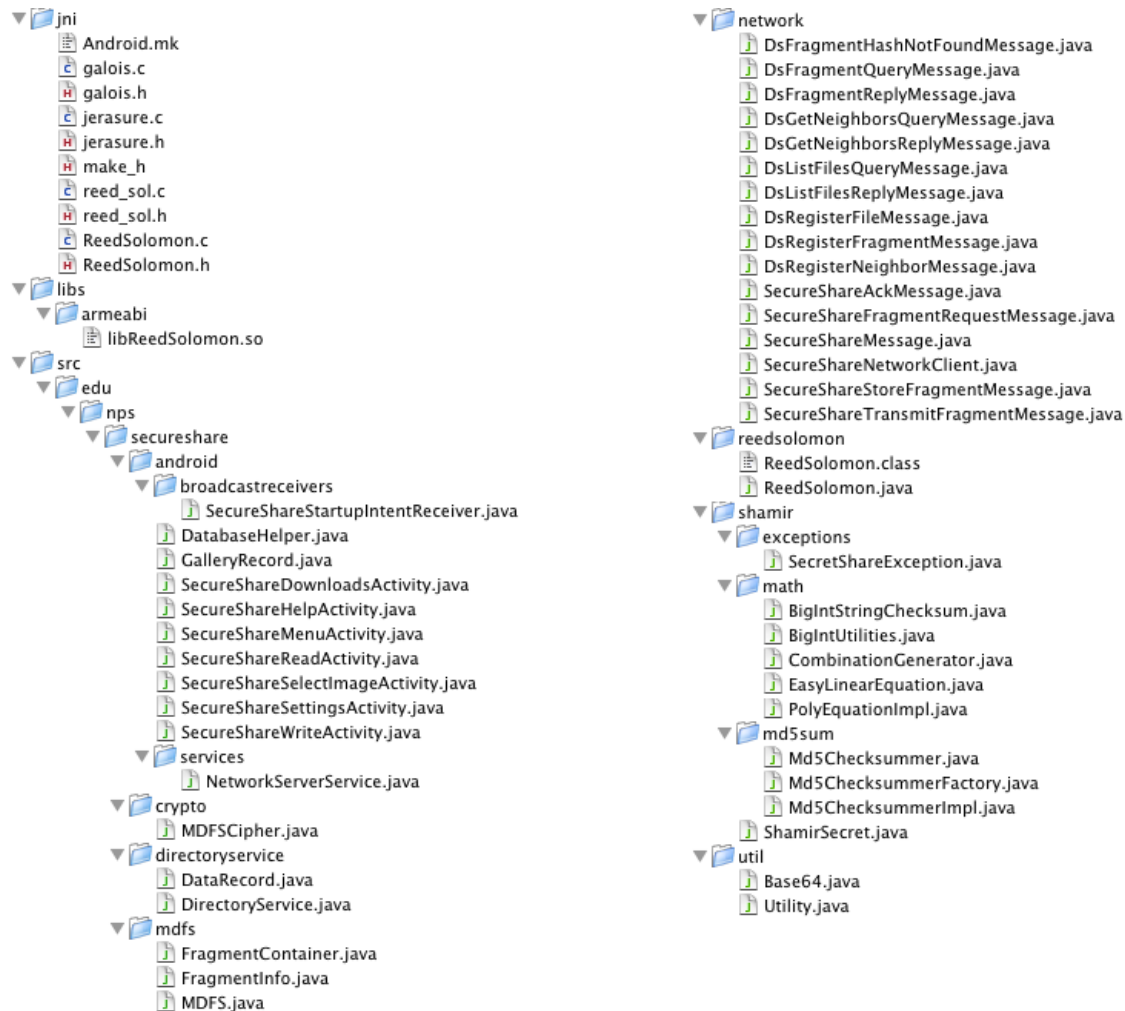 jni
Android.mk
galois.c
galois.h
jerasure.c
jerasure.h
make_h
reed_sol.c
reed_sol.h
ReedSolomon.c
ReedSolomon.h
libs
armeabi
libReedSolomon.so
src
edu
nps
secureshare
android
broadcastreceivers
SecureShareStartupIntentReceiver.java
DatabaseHelper.java
GalleryRecord.java
SecureShareDownloadsActivity.java
SecureShareHelpActivity.java
SecureShareMenuActivity.java
SecureShareReadActivity.java
SecureShareSelectImageActivity.java
SecureShareSettingsActivity.java
SecureShareWriteActivity.java
services
NetworkServerService.java
crypto
MDFSCipher.java
directoryservice
DataRecord.java
DirectoryService.java
mdfs
FragmentContainer.java
FragmentInfo.java
MDFS.java
network
DsFragmentHashNotFoundMessage.java
DsFragmentQueryMessage.java
DsFragmentReplyMessage.java
DsGetNeighborsQueryMessage.java
DsGetNeighborsReplyMessage.java
DsListFilesQueryMessage.java
DsListFilesReplyMessage.java
DsRegisterFileMessage.java
DsRegisterFragmentMessage.java
DsRegisterNeighborMessage.java
SecureShareAckMessage.java
SecureShareFragmentRequestMessage.java
SecureShareMessage.java
SecureShareNetworkClient.java
SecureShareStoreFragmentMessage.java
SecureShareTransmitFragmentMessage.java
reedsolomon
ReedSolomon.class
ReedSolomon.java
shamir
exceptions
SecretShareException.java
math
BigIntStringChecksum.java
BigIntUtilities.java
CombinationGenerator.java
EasyLinearEquation.java
PolyEquationImpl.java
md5sum
Md5Checksummer.java
Md5ChecksummerFactory.java
Md5ChecksummerImpl.java
ShamirSecret.java
util
Base64.java
Utility.java